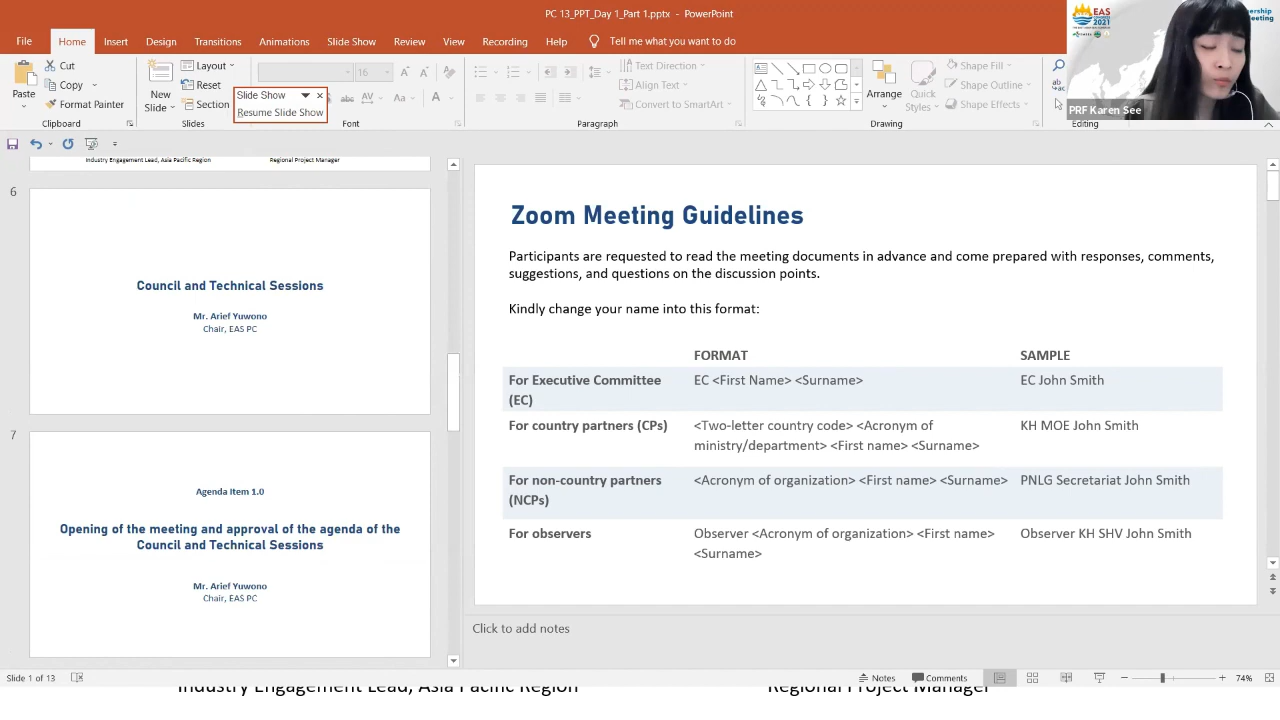 PC 13_PPT_Day 1_Part 1.pptx - PowerPoint
File Home Insert Design Transitions Animations Slide Show Review View Recording Help Tell me what you want to do
Paste
Cut
Copy
Format Painter
Clipboard
New
Slide
Layout
Reset
Section
Slides
Slide Show
Resume Slide Show
16
Font
Text Direction
Align Text
Convert to SmartArt
Paragraph
Arrange
Quick
Styles
Shape Fill
Shape Outline
Shape Effects
Drawing
Editing
EAS
2021
PRF Karen See
Industry Engagement Lead, Asia Pacific Region Regional Project Manager
6
Council and Technical Sessions
Mr. Arief Yuwono
Chair, EAS PC
7
Agenda Item 1.0
Opening of the meeting and approval of the agenda of the
Council and Technical Sessions
Mr. Arief Yuwono
Chair, EAS PC
Zoom Meeting Guidelines
Participants are requested to read the meeting documents in advance and come prepared with responses, comments,
suggestions, and questions on the discussion points.
Kindly change your name into this format:
FORMAT SAMPLE
For Executive Committee EC <First Name> <Surname> EC John Smith
(EC)
For country partners (CPs) <Two-letter country code> <Acronym of KH MOE John Smith
ministry/department> <First name> <Surname>
For non-country partners <Acronym of organization> <First name> <Surname> PNLG Secretariat John Smith
(NCPs)
For observers Observer <Acronym of organization> <First name> Observer KH SHV John Smith
<Surname>
Click to add notes
Slide 1 of 13 Notes Comments 74%
Industry Engagement Lead, Asia Pacific Region Regional Project Manager